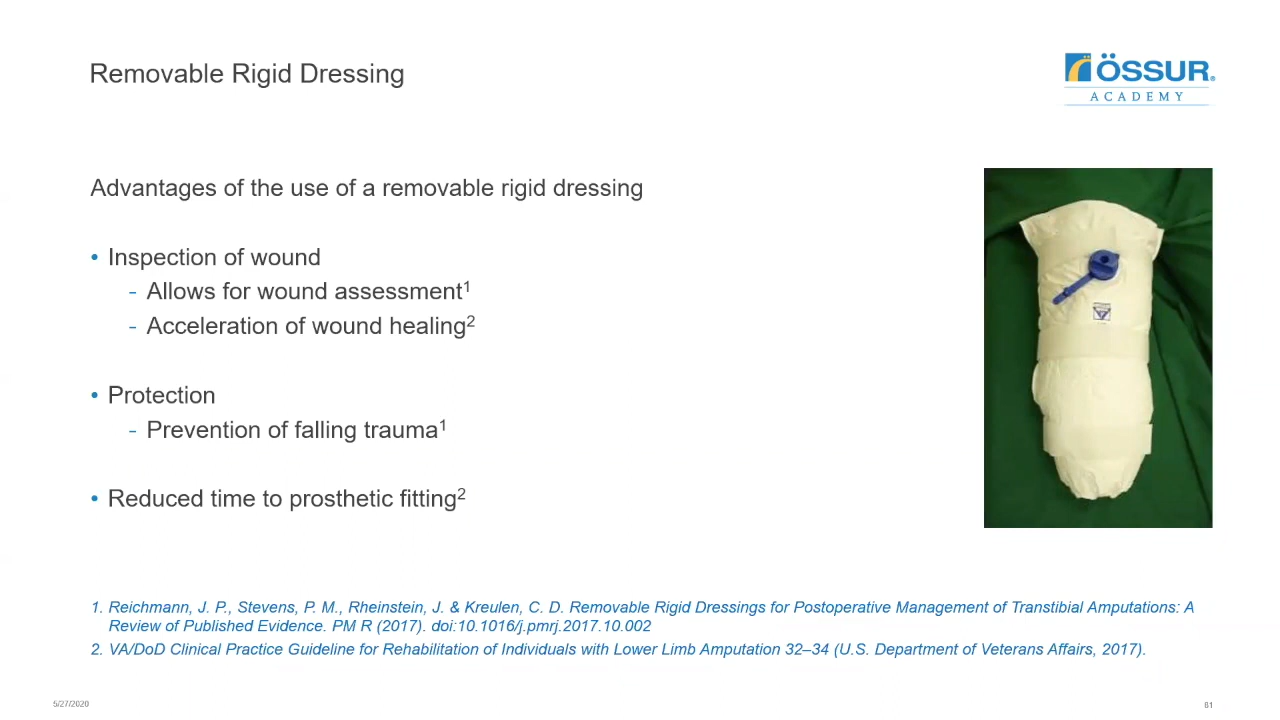 Removable Rigid Dressing
ÖSSUR®
ACADEMY
Advantages of the use of a removable rigid dressing
• Inspection of wound
- Allows for wound assessment1
- Acceleration of wound healing2
• Protection
- Prevention of falling trauma1
• Reduced time to prosthetic fitting2
1. Reichmann, J. P., Stevens, P. M., Rheinstein, J. & Kreulen, C. D. Removable Rigid Dressings for Postoperative Management of Transtibial Amputations: A
Review of Published Evidence. PM R (2017). doi:10.1016/j.pmrj.2017.10.002
2. VA/DoD Clinical Practice Guideline for Rehabilitation of Individuals with Lower Limb Amputation 32–34 (U.S. Department of Veterans Affairs, 2017).
5/27/2020
81